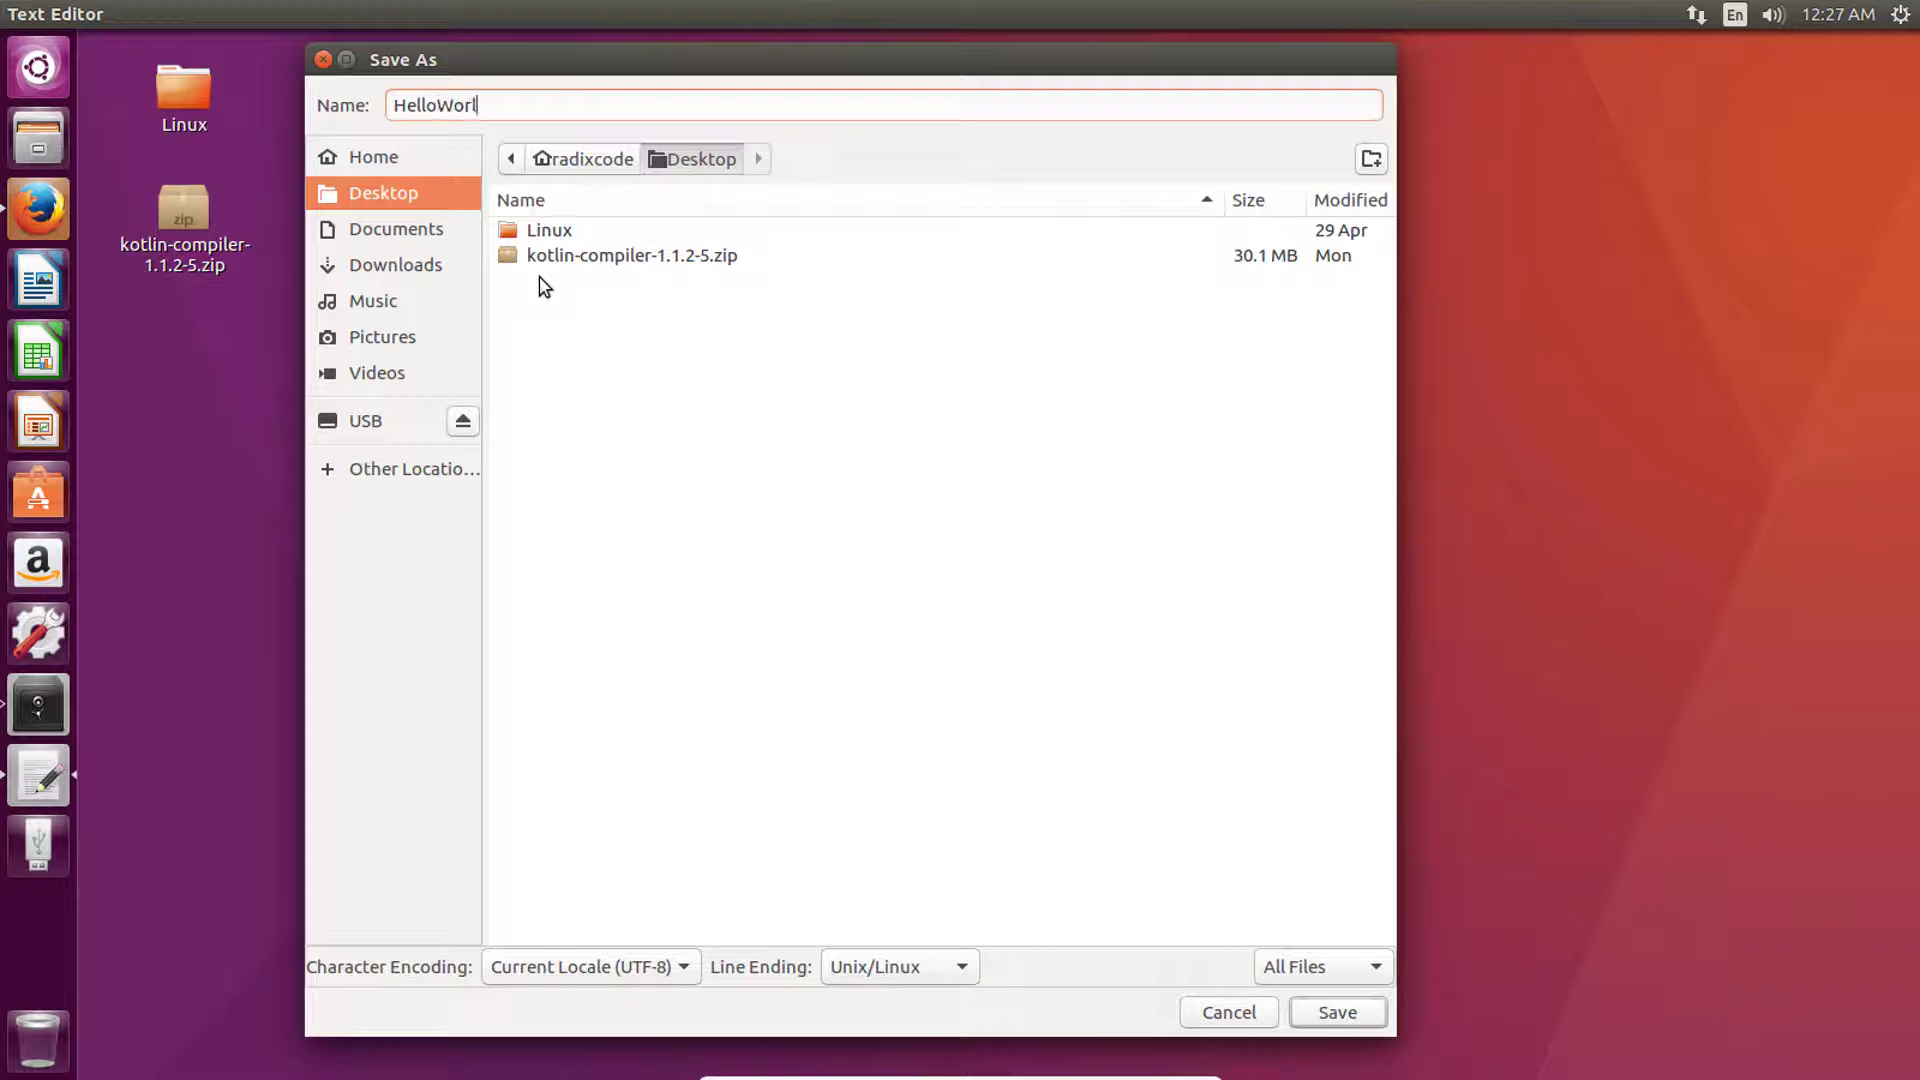 Text Editor
En
12:27 AM
Linux
zip
kotlin-compiler-
1.1.2-5.zip
Save As
Name: HelloWorl
Home
Desktop
Documents
Downloads
Music
Pictures
Videos
USB
Other Locatio...
radixcode Desktop
Name Size Modified
Linux 29 Apr
kotlin-compiler-1.1.2-5.zip 30.1 MB Mon
Character Encoding: Current Locale (UTF-8) Line Ending: Unix/Linux All Files
Cancel Save